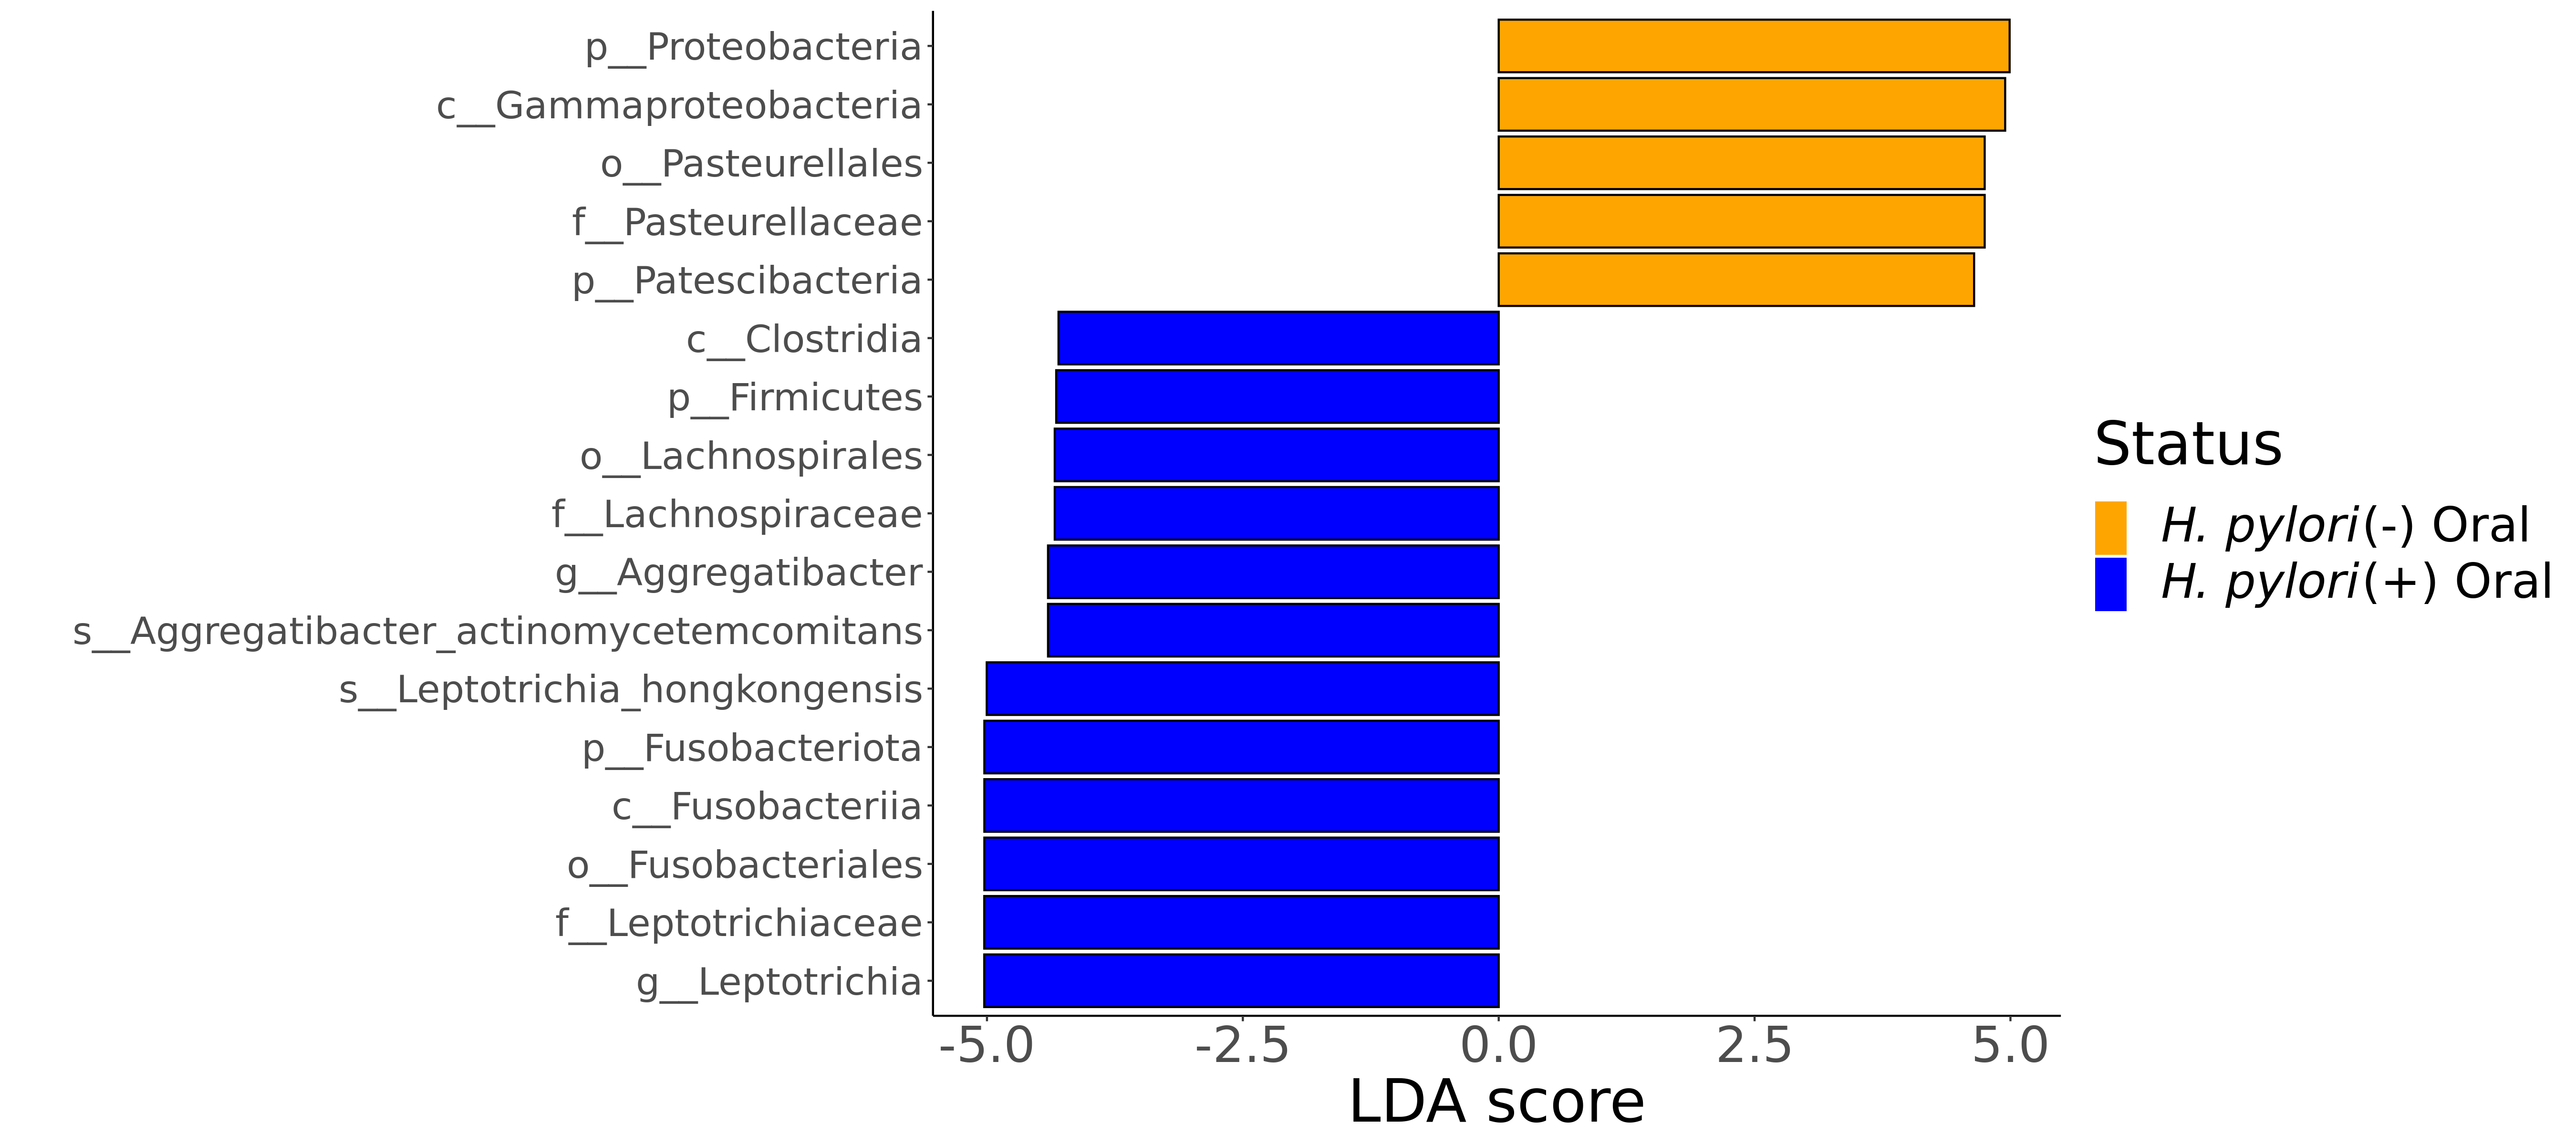 p__Proteobacteria
c__Gammaproteobacteria
o__Pasteurellales
f__Pasteurellaceae
p__Patescibacteria
c__Clostridia
p__Firmicutes
o__Lachnospirales
f__Lachnospiraceae
g__Aggregatibacter
s__Aggregatibacter_actinomycetemcomitans
s__Leptotrichia_hongkongensis
p__Fusobacteriota
c__Fusobacteriia
o__Fusobacteriales
f__Leptotrichiaceae
g__Leptotrichia
-5.0 -2.5 0.0 2.5 5.0
LDA score
Status
H. pylori(-) Oral
H. pylori(+) Oral